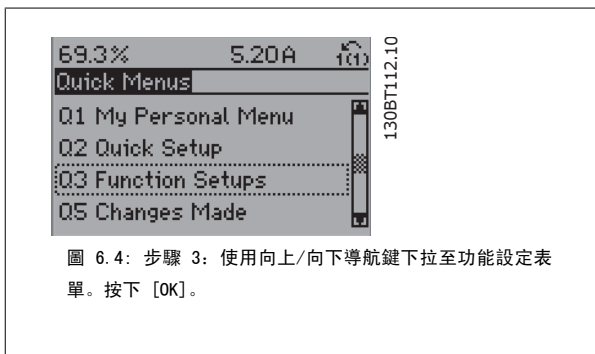 69.3% 5.20A 1(1)
Quick Menus
Q1 My Personal Menu
Q2 Quick Setup
Q3 Function Setups
Q5 Changes Made
130BT112.10
圖 6.4: 步驟 3：使用向上/向下導航鍵下拉至功能設定表
單。按下 [OK]。